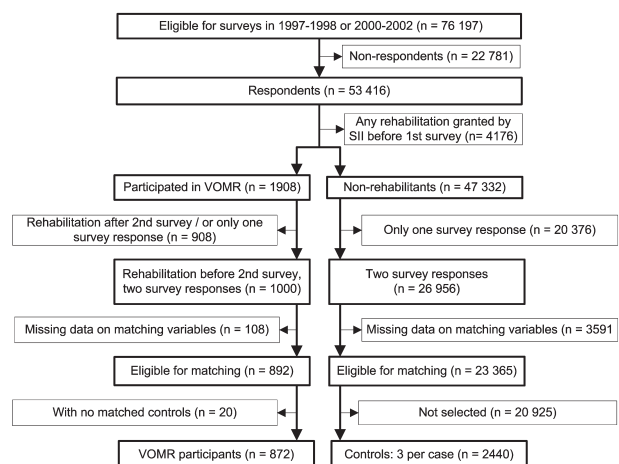 Eligible for surveys in 1997-1998 or 2000-2002 (n = 76 197)
Non-respondents (n = 22 781)
Respondents (n = 53 416)
Any rehabilitation granted by
SII before 1st survey (n= 4176)
Participated in VOMR (n = 1908)
Non-rehabilitants (n = 47 332)
Rehabilitation after 2nd survey / or only one
survey response (n = 908)
Only one survey response (n = 20 376)
Rehabilitation before 2nd survey,
two survey responses (n = 1000)
Two survey responses
(n = 26 956)
Missing data on matching variables (n = 108)
Missing data on matching variables (n = 3591
Eligible for matching (n = 892)
Eligible for matching (n = 23 365)
With no matched controls (n = 20)
Not selected (n = 20 925)
VOMR participants (n = 872)
Controls: 3 per case (n = 2440)